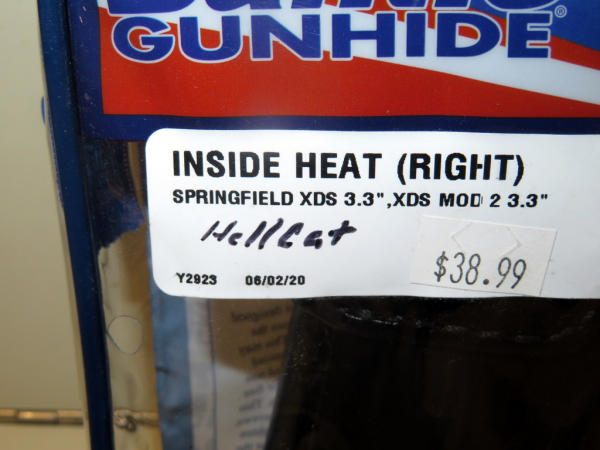 GUNHIDE®
INSIDE HEAT (RIGHT)
SPRINGFIELD XDS 3.3",XDS MOD 2 3.3"
HellCat
$38.99
Y2923 06/02/20